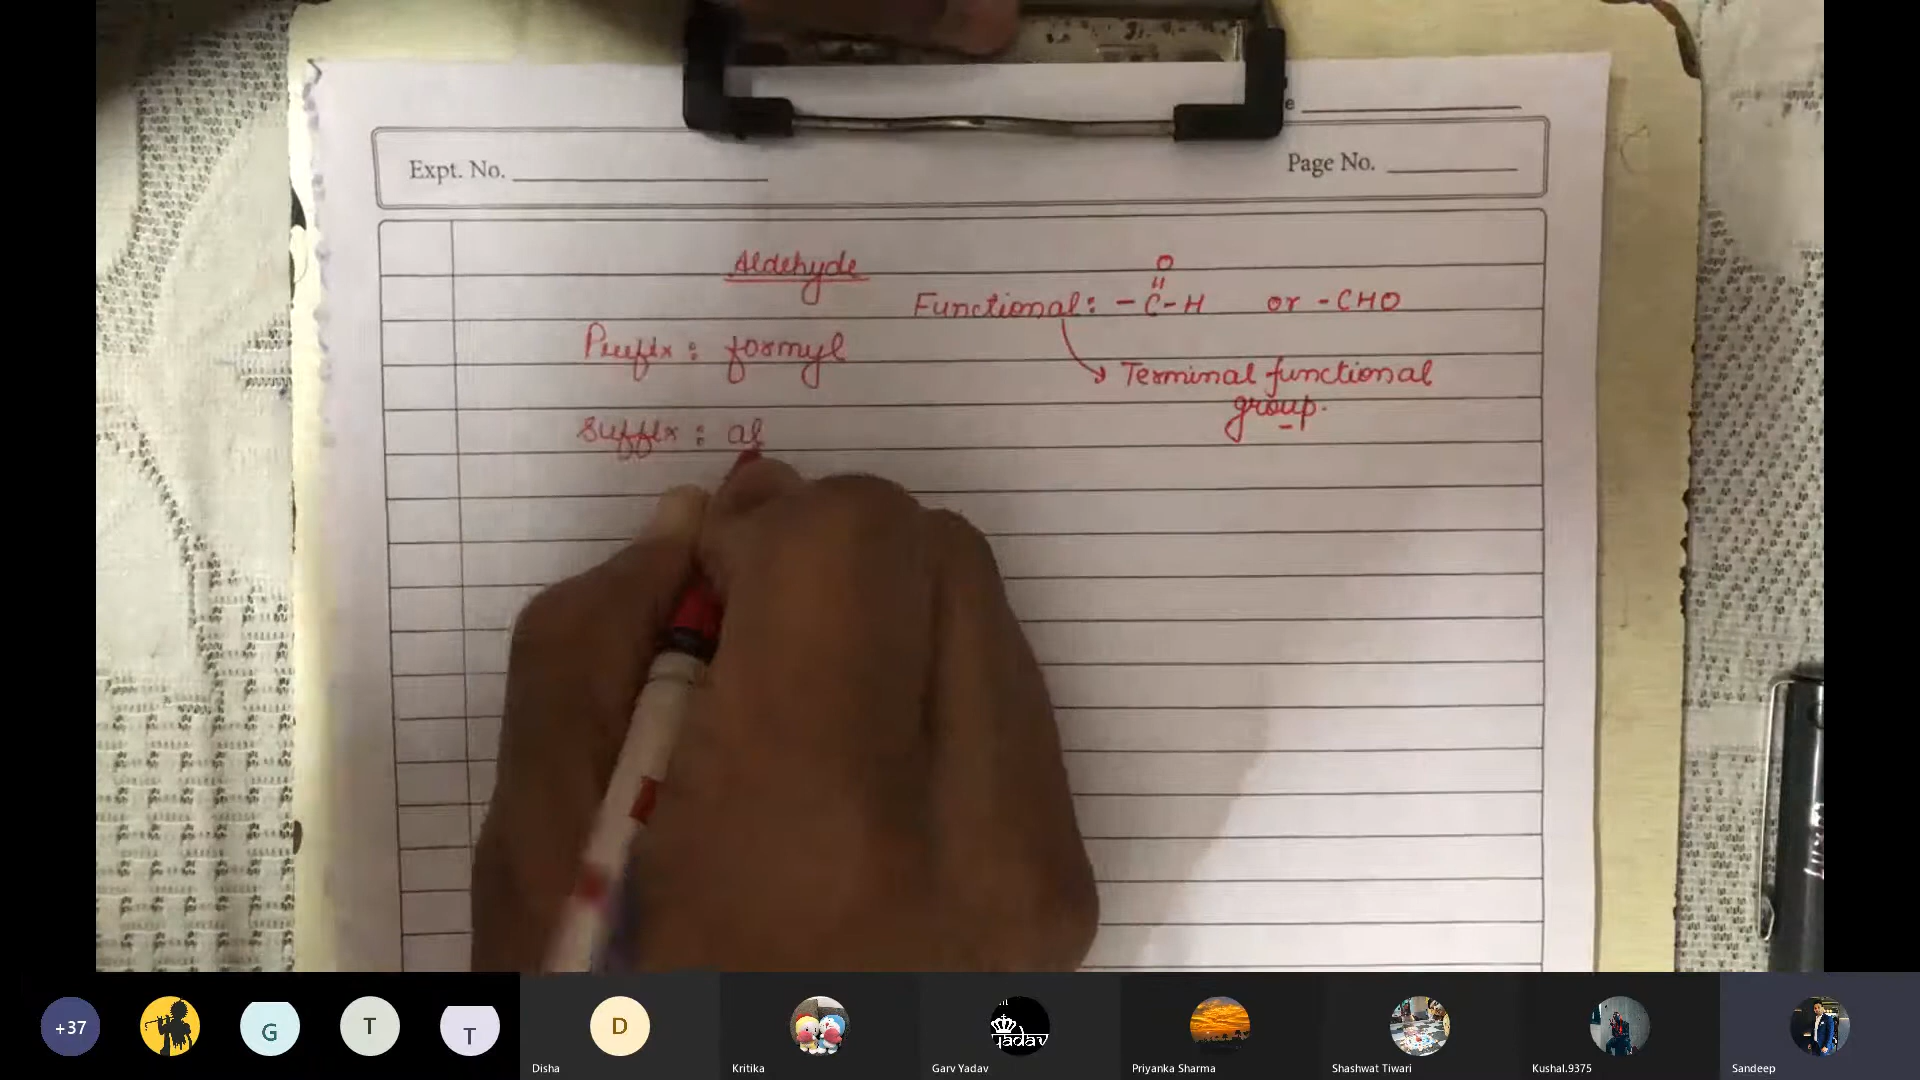 e
Expt. No.
Page No.
Aldehyde
O
||
Functional: - C - H or - CHO
Prefix : formyl
Terminal functional
group.
Suffix : al
+37
G
T
T
D
Disha
Kritika
yadav
Garv Yadav
Priyanka Sharma
Shashwat Tiwari
Kushal.9375
Sandeep